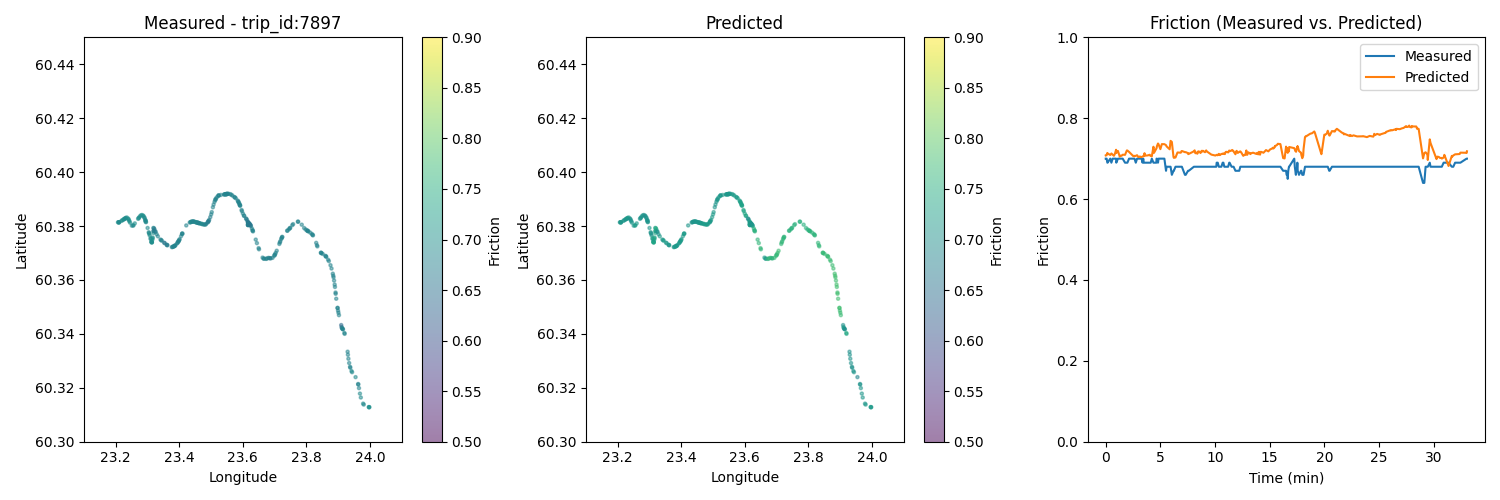 Measured - trip_id:7897
60.44
60.42
60.40
60.38
60.36
60.34
60.32
60.30
Latitude
23.2 23.4 23.6 23.8 24.0
Longitude
0.90
0.85
0.80
0.75
0.70
0.65
0.60
0.55
0.50
Friction
Predicted
60.44
60.42
60.40
60.38
60.36
60.34
60.32
60.30
Latitude
23.2 23.4 23.6 23.8 24.0
Longitude
0.90
0.85
0.80
0.75
0.70
0.65
0.60
0.55
0.50
Friction
Friction (Measured vs. Predicted)
Measured
Predicted
1.0
0.8
0.6
0.4
0.2
0.0
Friction
0 5 10 15 20 25 30
Time (min)